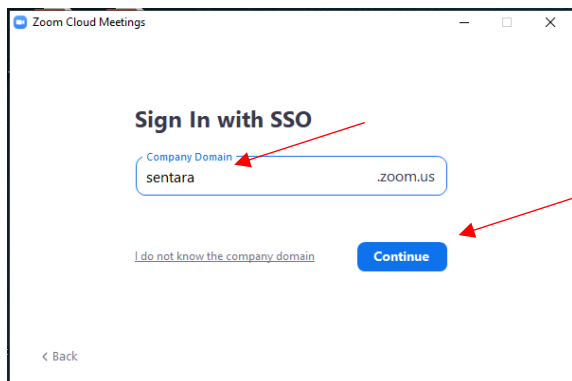 Zoom Cloud Meetings
Sign In with SSO
Company Domain
sentara .zoom.us
I do not know the company domain Continue
Back